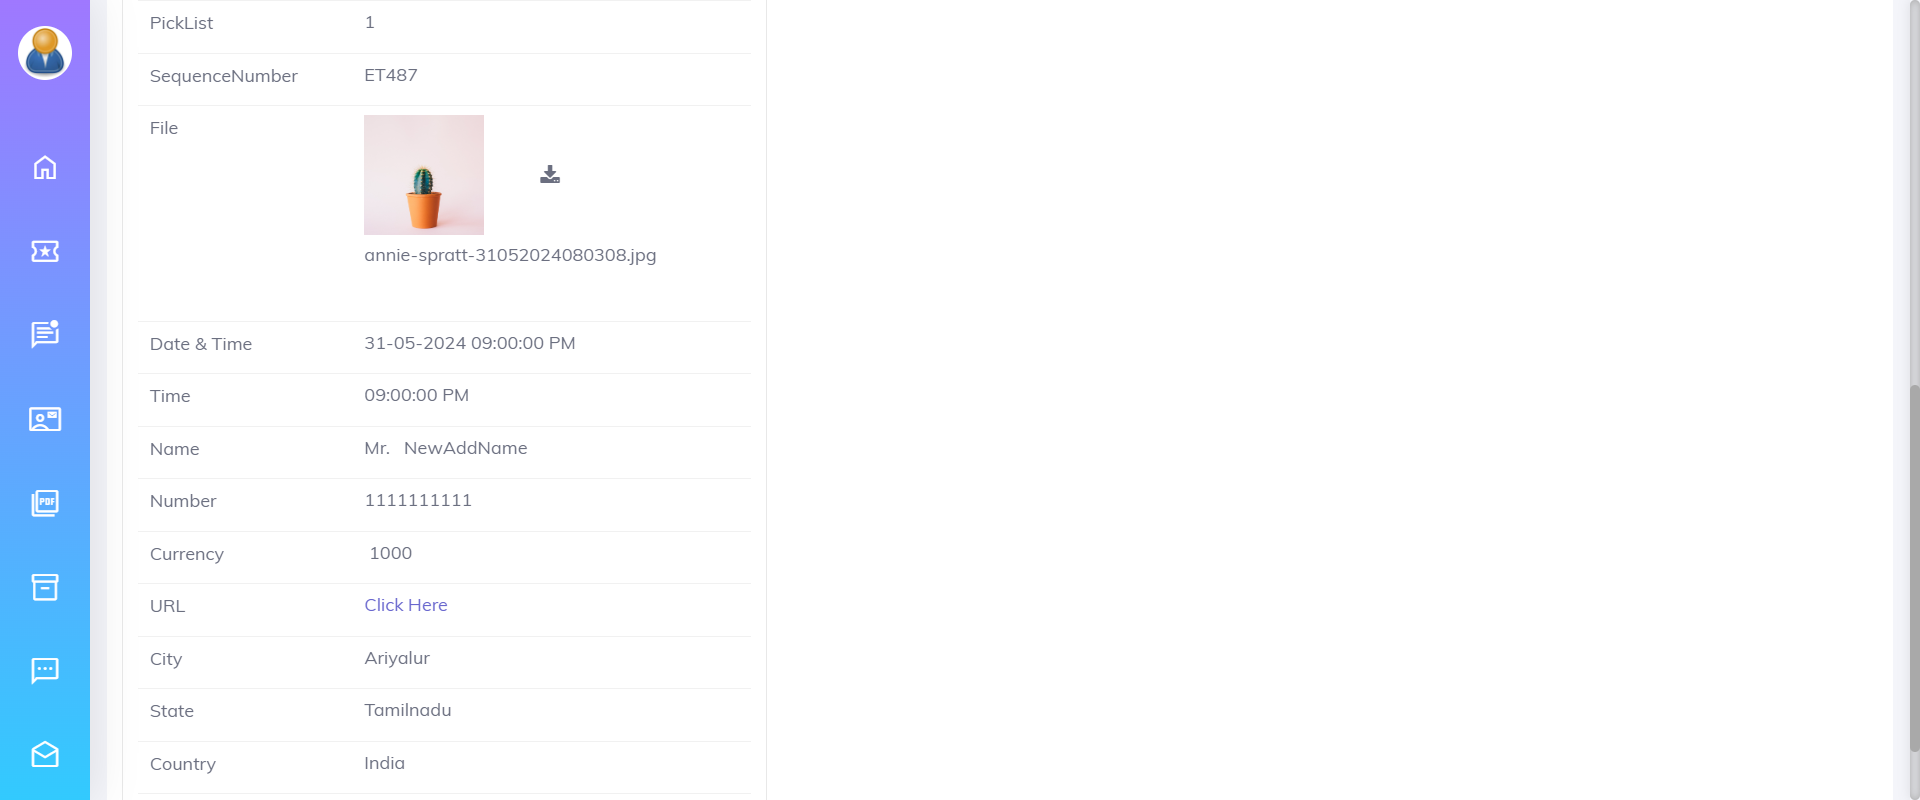 PickList 1
SequenceNumber ET487
File
annie-spratt-31052024080308.jpg
Date & Time 31-05-2024 09:00:00 PM
Time 09:00:00 PM
Name Mr. NewAddName
Number 1111111111
Currency 1000
URL Click Here
City Ariyalur
State Tamilnadu
Country India
PDF